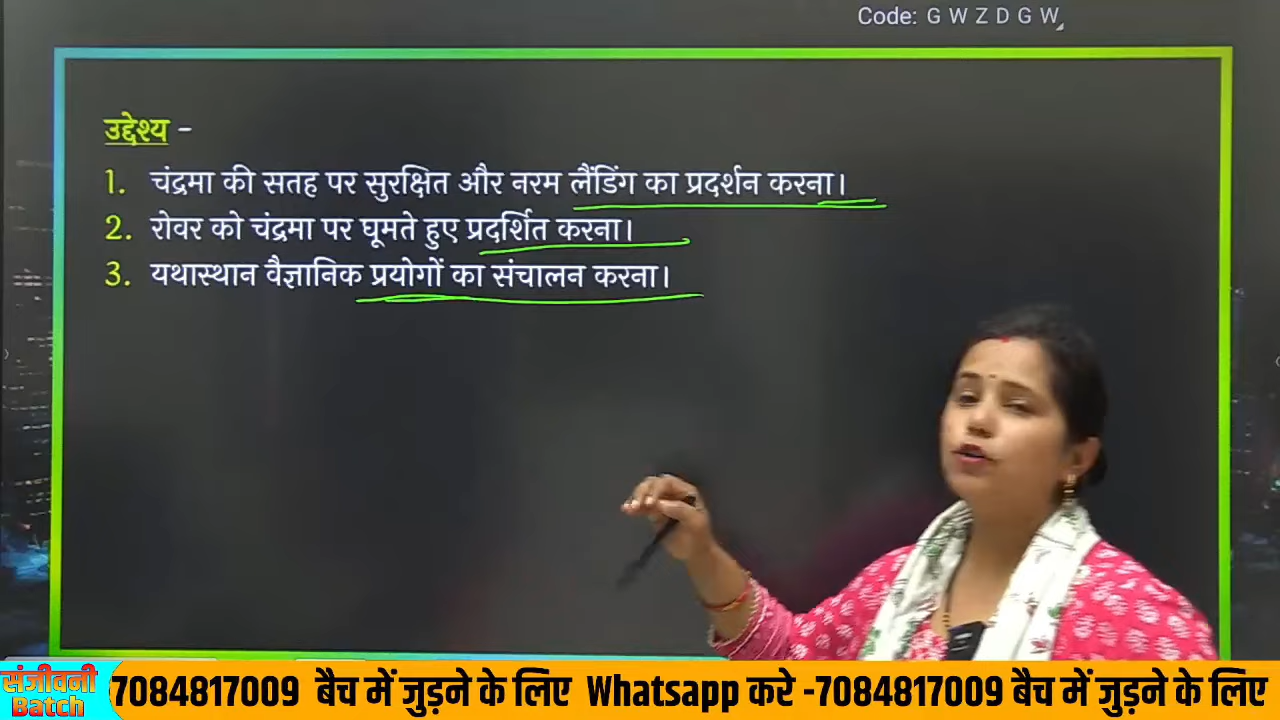 Code: G W Z D G W
उद्देश्य -
1. चंद्रमा की सतह पर सुरक्षित और नरम लैंडिंग का प्रदर्शन करना।
2. रोवर को चंद्रमा पर घूमते हुए प्रदर्शित करना।
3. यथास्थान वैज्ञानिक प्रयोगों का संचालन करना।
संजीवनी
Batch
7084817009 बैच में जुड़ने के लिए Whatsapp करे -7084817009 बैच में जुड़ने के लिए